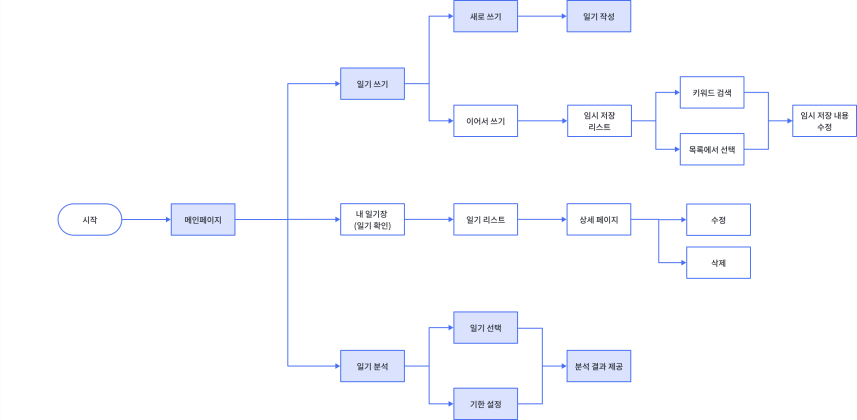 새로 쓰기
일기 작성
일기 쓰기
이어서 쓰기
임시 저장
리스트
키워드 검색
목록에서 선택
임시 저장 내용
수정
시작
메인페이지
내 일기장
(일기 확인)
일기 리스트
상세 페이지
수정
삭제
일기 분석
일기 선택
기한 설정
분석 결과 제공